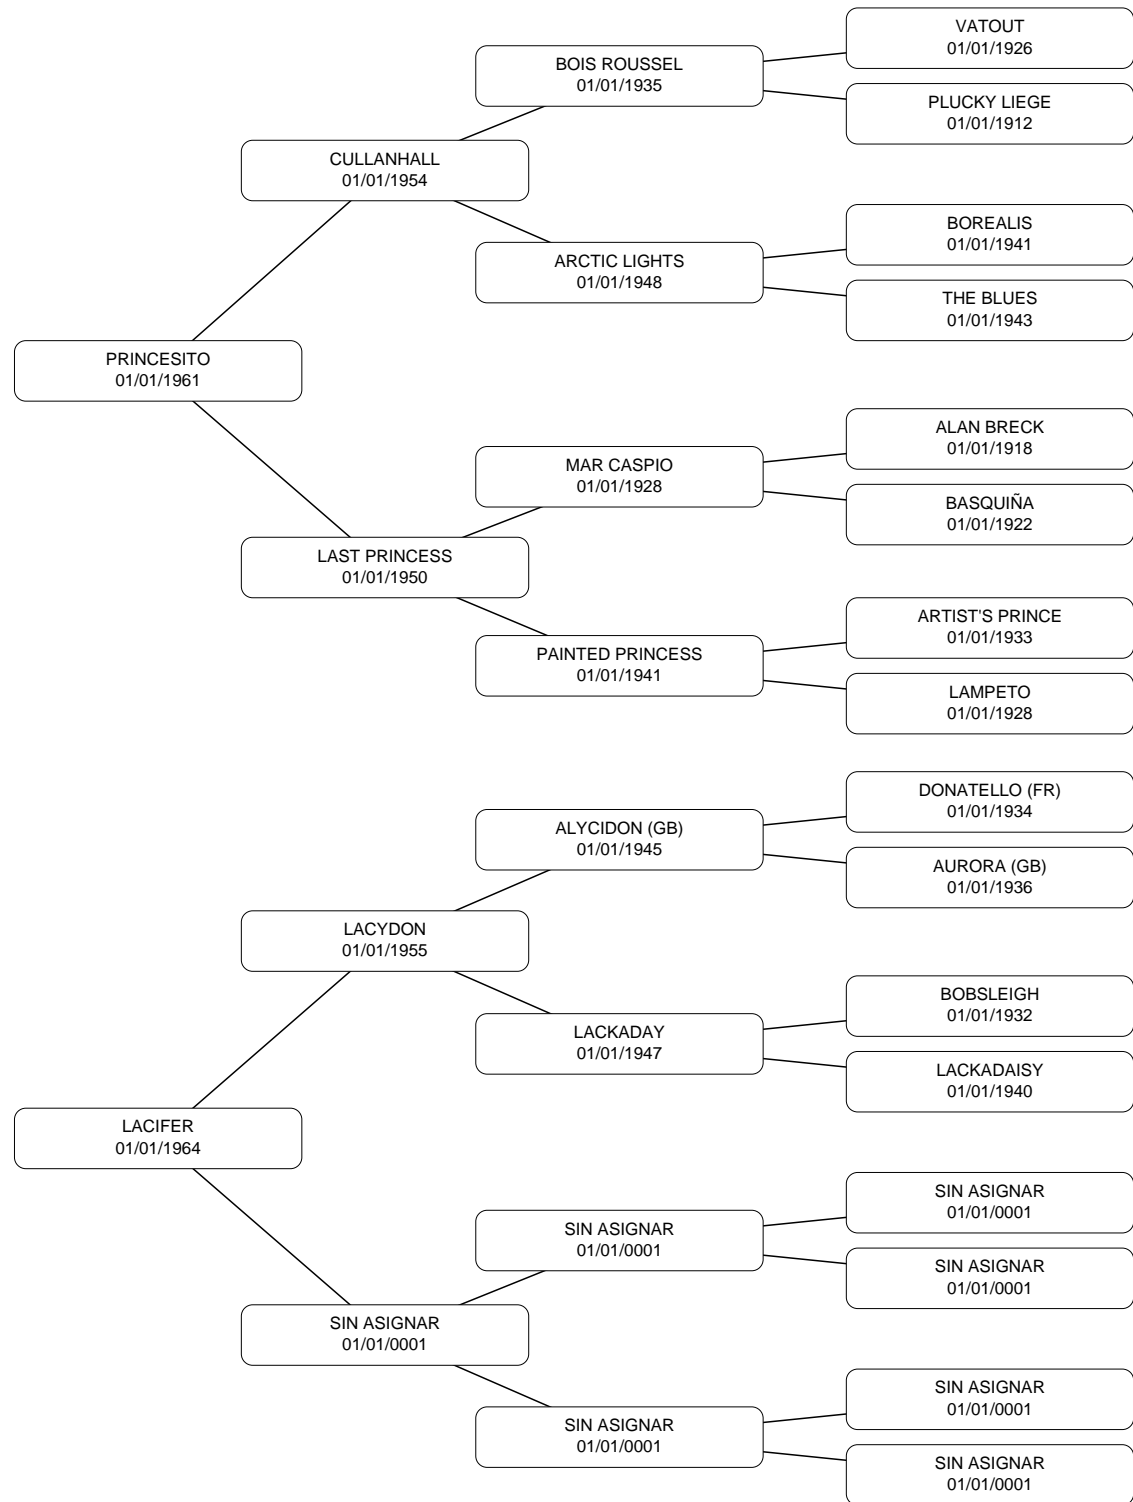 VATOUT
01/01/1926
BOIS ROUSSEL
01/01/1935
PLUCKY LIEGE
01/01/1912
CULLANHALL
01/01/1954
BOREALIS
01/01/1941
ARCTIC LIGHTS
01/01/1948
THE BLUES
01/01/1943
PRINCESITO
01/01/1961
ALAN BRECK
01/01/1918
MAR CASPIO
01/01/1928
BASQUIÑA
01/01/1922
LAST PRINCESS
01/01/1950
ARTIST'S PRINCE
01/01/1933
PAINTED PRINCESS
01/01/1941
LAMPETO
01/01/1928
DONATELLO (FR)
01/01/1934
ALYCIDON (GB)
01/01/1945
AURORA (GB)
01/01/1936
LACYDON
01/01/1955
BOBSLEIGH
01/01/1932
LACKADAY
01/01/1947
LACKADAISY
01/01/1940
LACIFER
01/01/1964
SIN ASIGNAR
01/01/0001
SIN ASIGNAR
01/01/0001
SIN ASIGNAR
01/01/0001
SIN ASIGNAR
01/01/0001
SIN ASIGNAR
01/01/0001
SIN ASIGNAR
01/01/0001
SIN ASIGNAR
01/01/0001